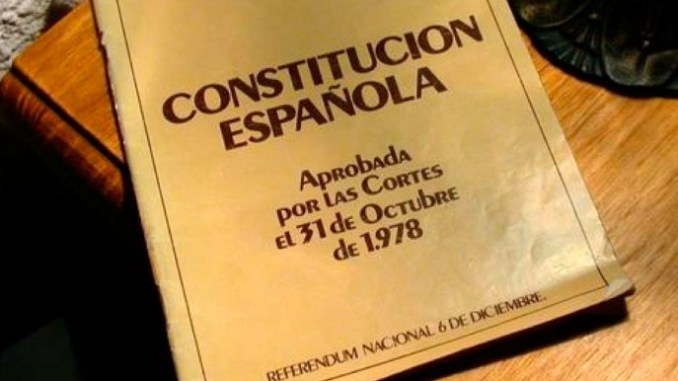 CONSTITUCION
ESPAÑOLA
APROBADA
POR LAS CORTES
EL 31 de OCTUBRE
de 1.978
REFERENDUM NACIONAL 6 DE DICIEMBRE.